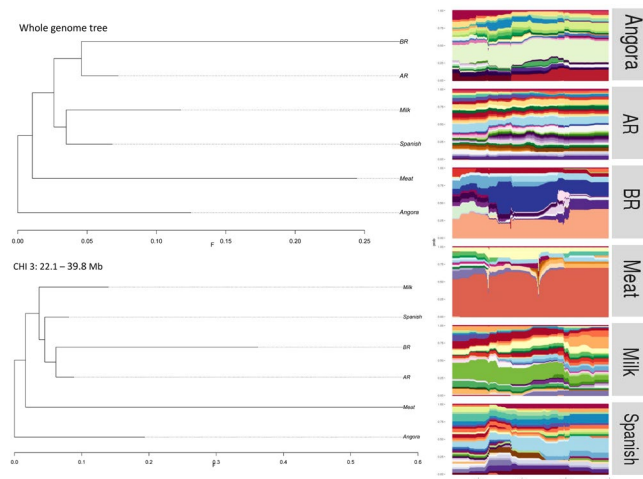 Whole genome tree
BR
AR
Milk
Spanish
Meat
Angora
0.00 0.05 0.10 0.15 0.20 0.25
F
CHI 3: 22.1 – 39.8 Mb
Milk
Spanish
BR
AR
Meat
Angora
0.0 0.1 0.2 0.3 0.4 0.5 0.6
F
Angora
AR
BR
Meat
Milk
Spanish